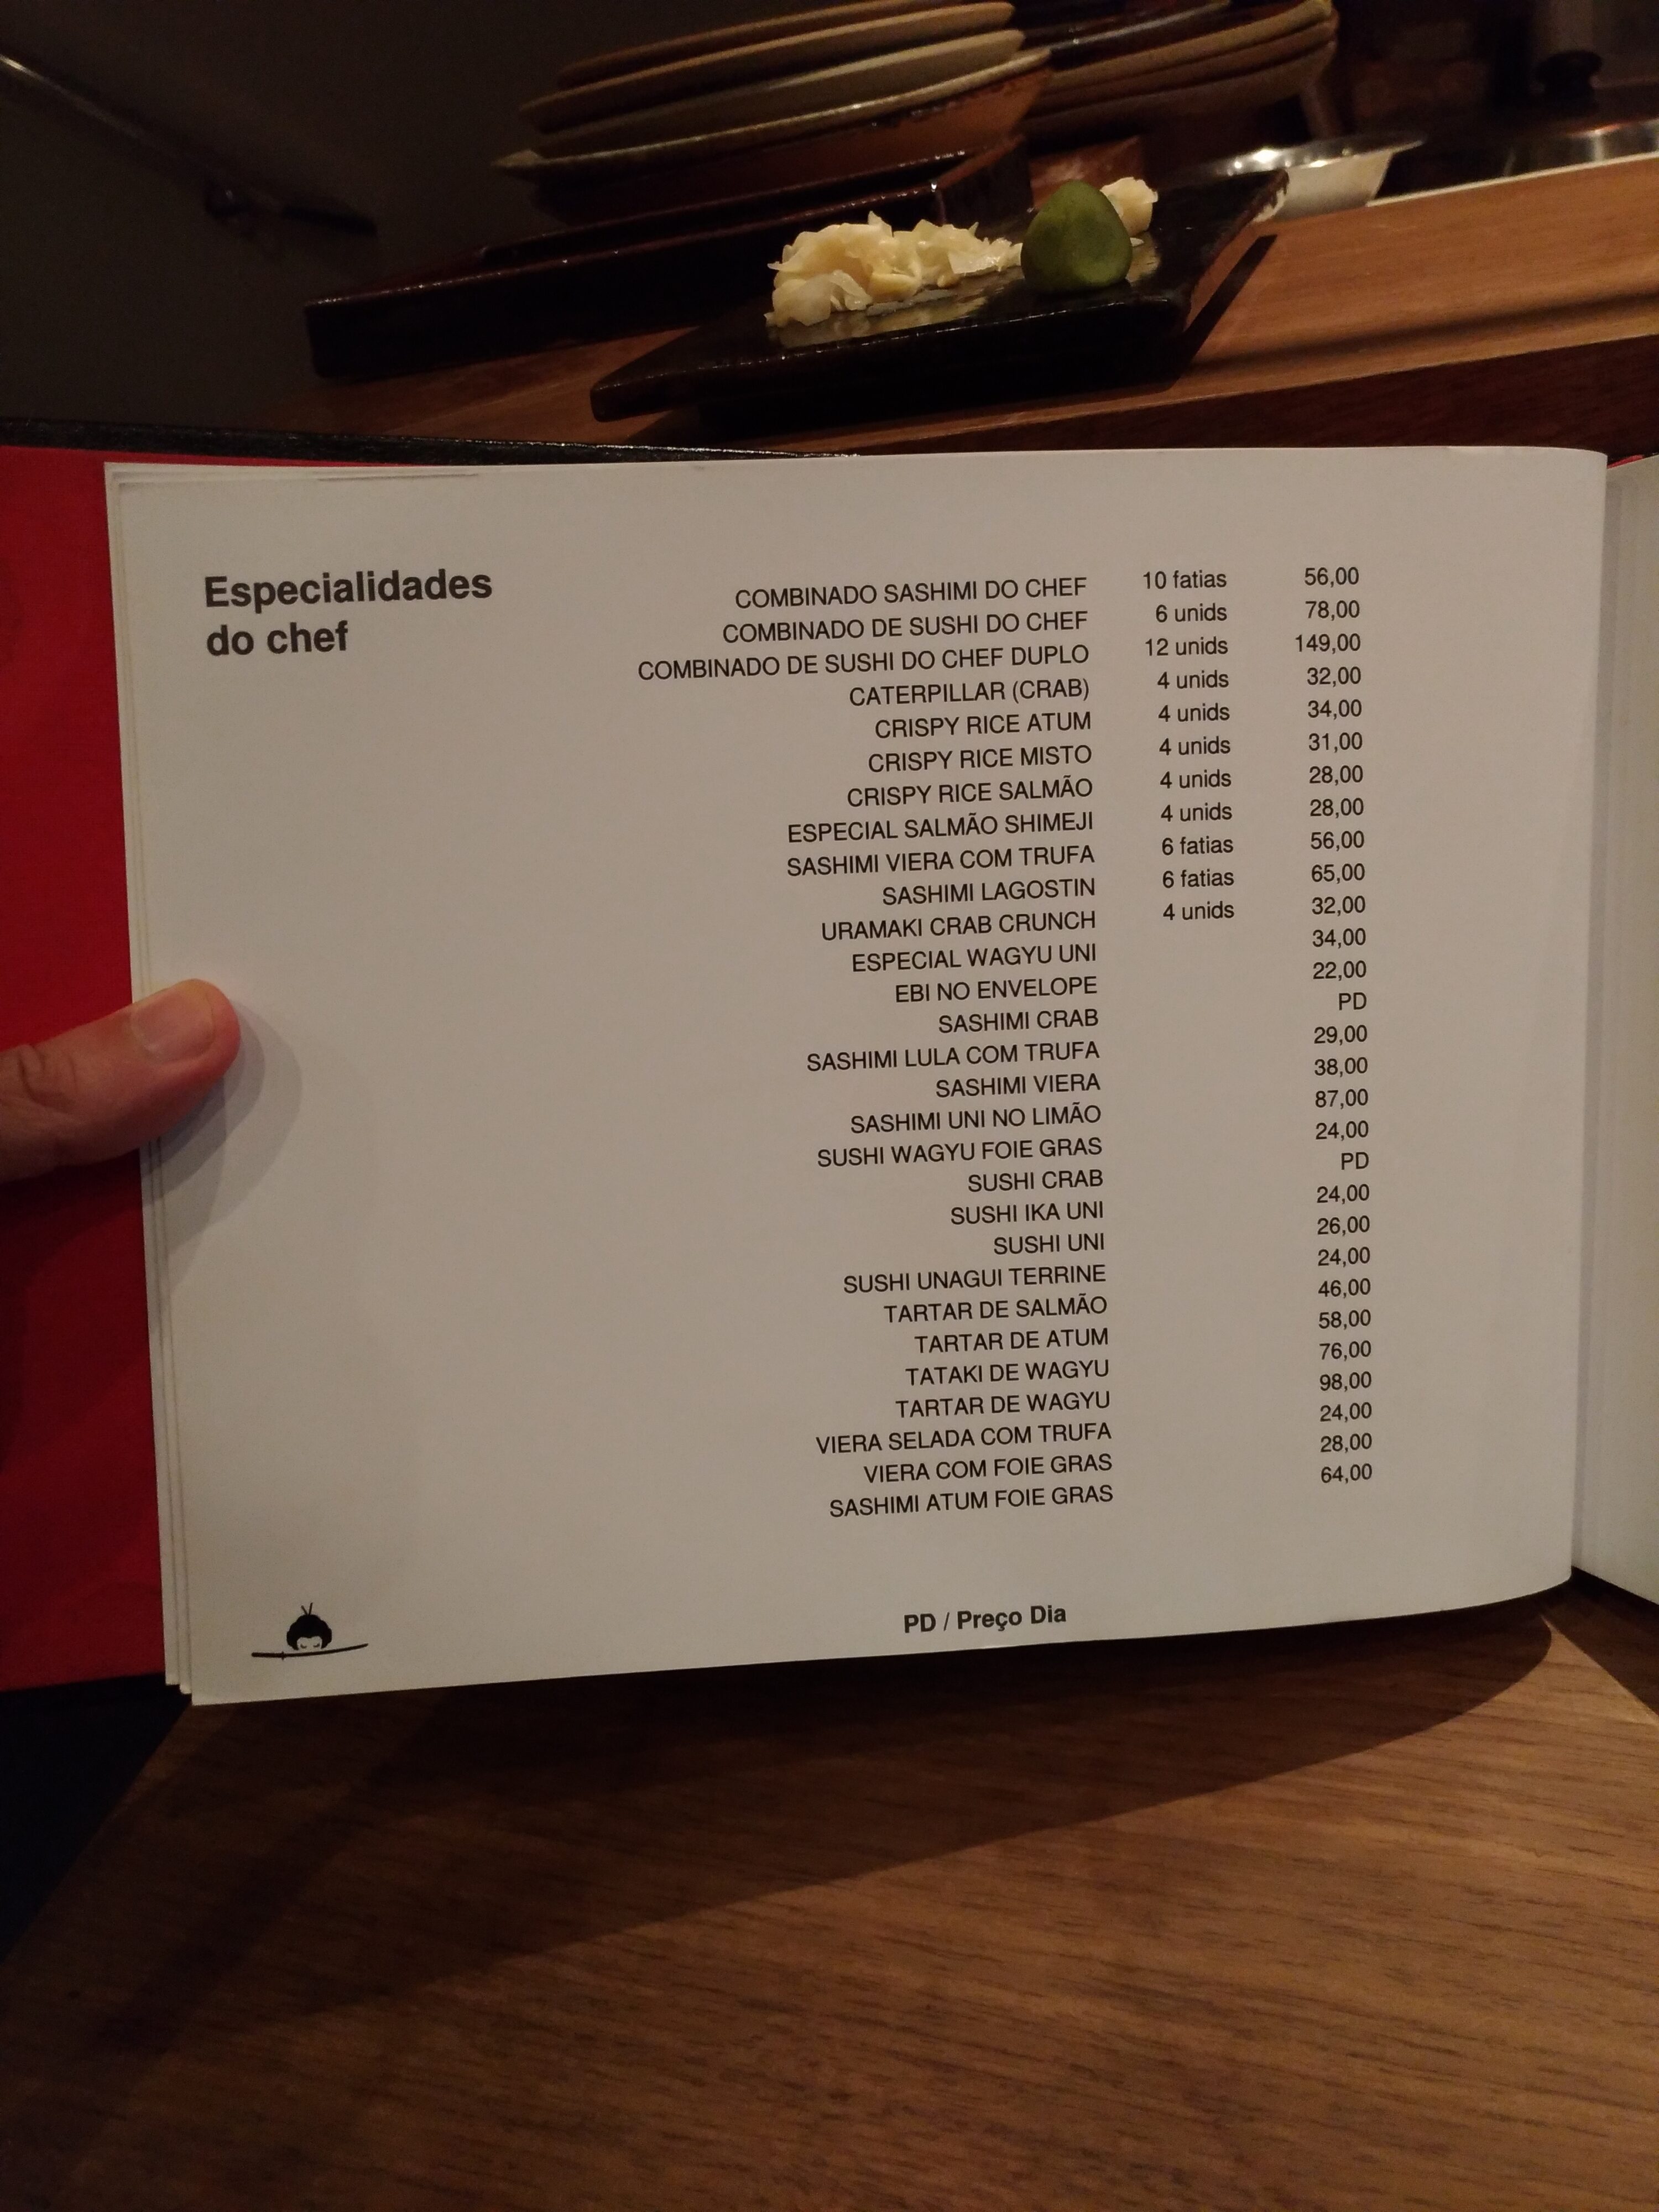 Especialidades
do chef
COMBINADO SASHIMI DO CHEF 10 fatias 56,00
COMBINADO DE SUSHI DO CHEF 6 unids 78,00
COMBINADO DE SUSHI DO CHEF DUPLO 12 unids 149,00
CATERPILLAR (CRAB) 4 unids 32,00
CRISPY RICE ATUM 4 unids 34,00
CRISPY RICE MISTO 4 unids 31,00
CRISPY RICE SALMÃO 4 unids 28,00
ESPECIAL SALMÃO SHIMEJI 4 unids 28,00
SASHIMI VIERA COM TRUFA 6 fatias 56,00
SASHIMI LAGOSTIN 6 fatias 65,00
URAMAKI CRAB CRUNCH 4 unids 32,00
ESPECIAL WAGYU UNI 34,00
EBI NO ENVELOPE 22,00
SASHIMI CRAB PD
SASHIMI LULA COM TRUFA 29,00
SASHIMI VIERA 38,00
SASHIMI UNI NO LIMÃO 87,00
SUSHI WAGYU FOIE GRAS 24,00
SUSHI CRAB PD
SUSHI IKA UNI 24,00
SUSHI UNI 26,00
SUSHI UNAGUI TERRINE 24,00
TARTAR DE SALMÃO 46,00
TARTAR DE ATUM 58,00
TATAKI DE WAGYU 76,00
TARTAR DE WAGYU 98,00
VIERA SELADA COM TRUFA 24,00
VIERA COM FOIE GRAS 28,00
SASHIMI ATUM FOIE GRAS 64,00
PD / Preço Dia